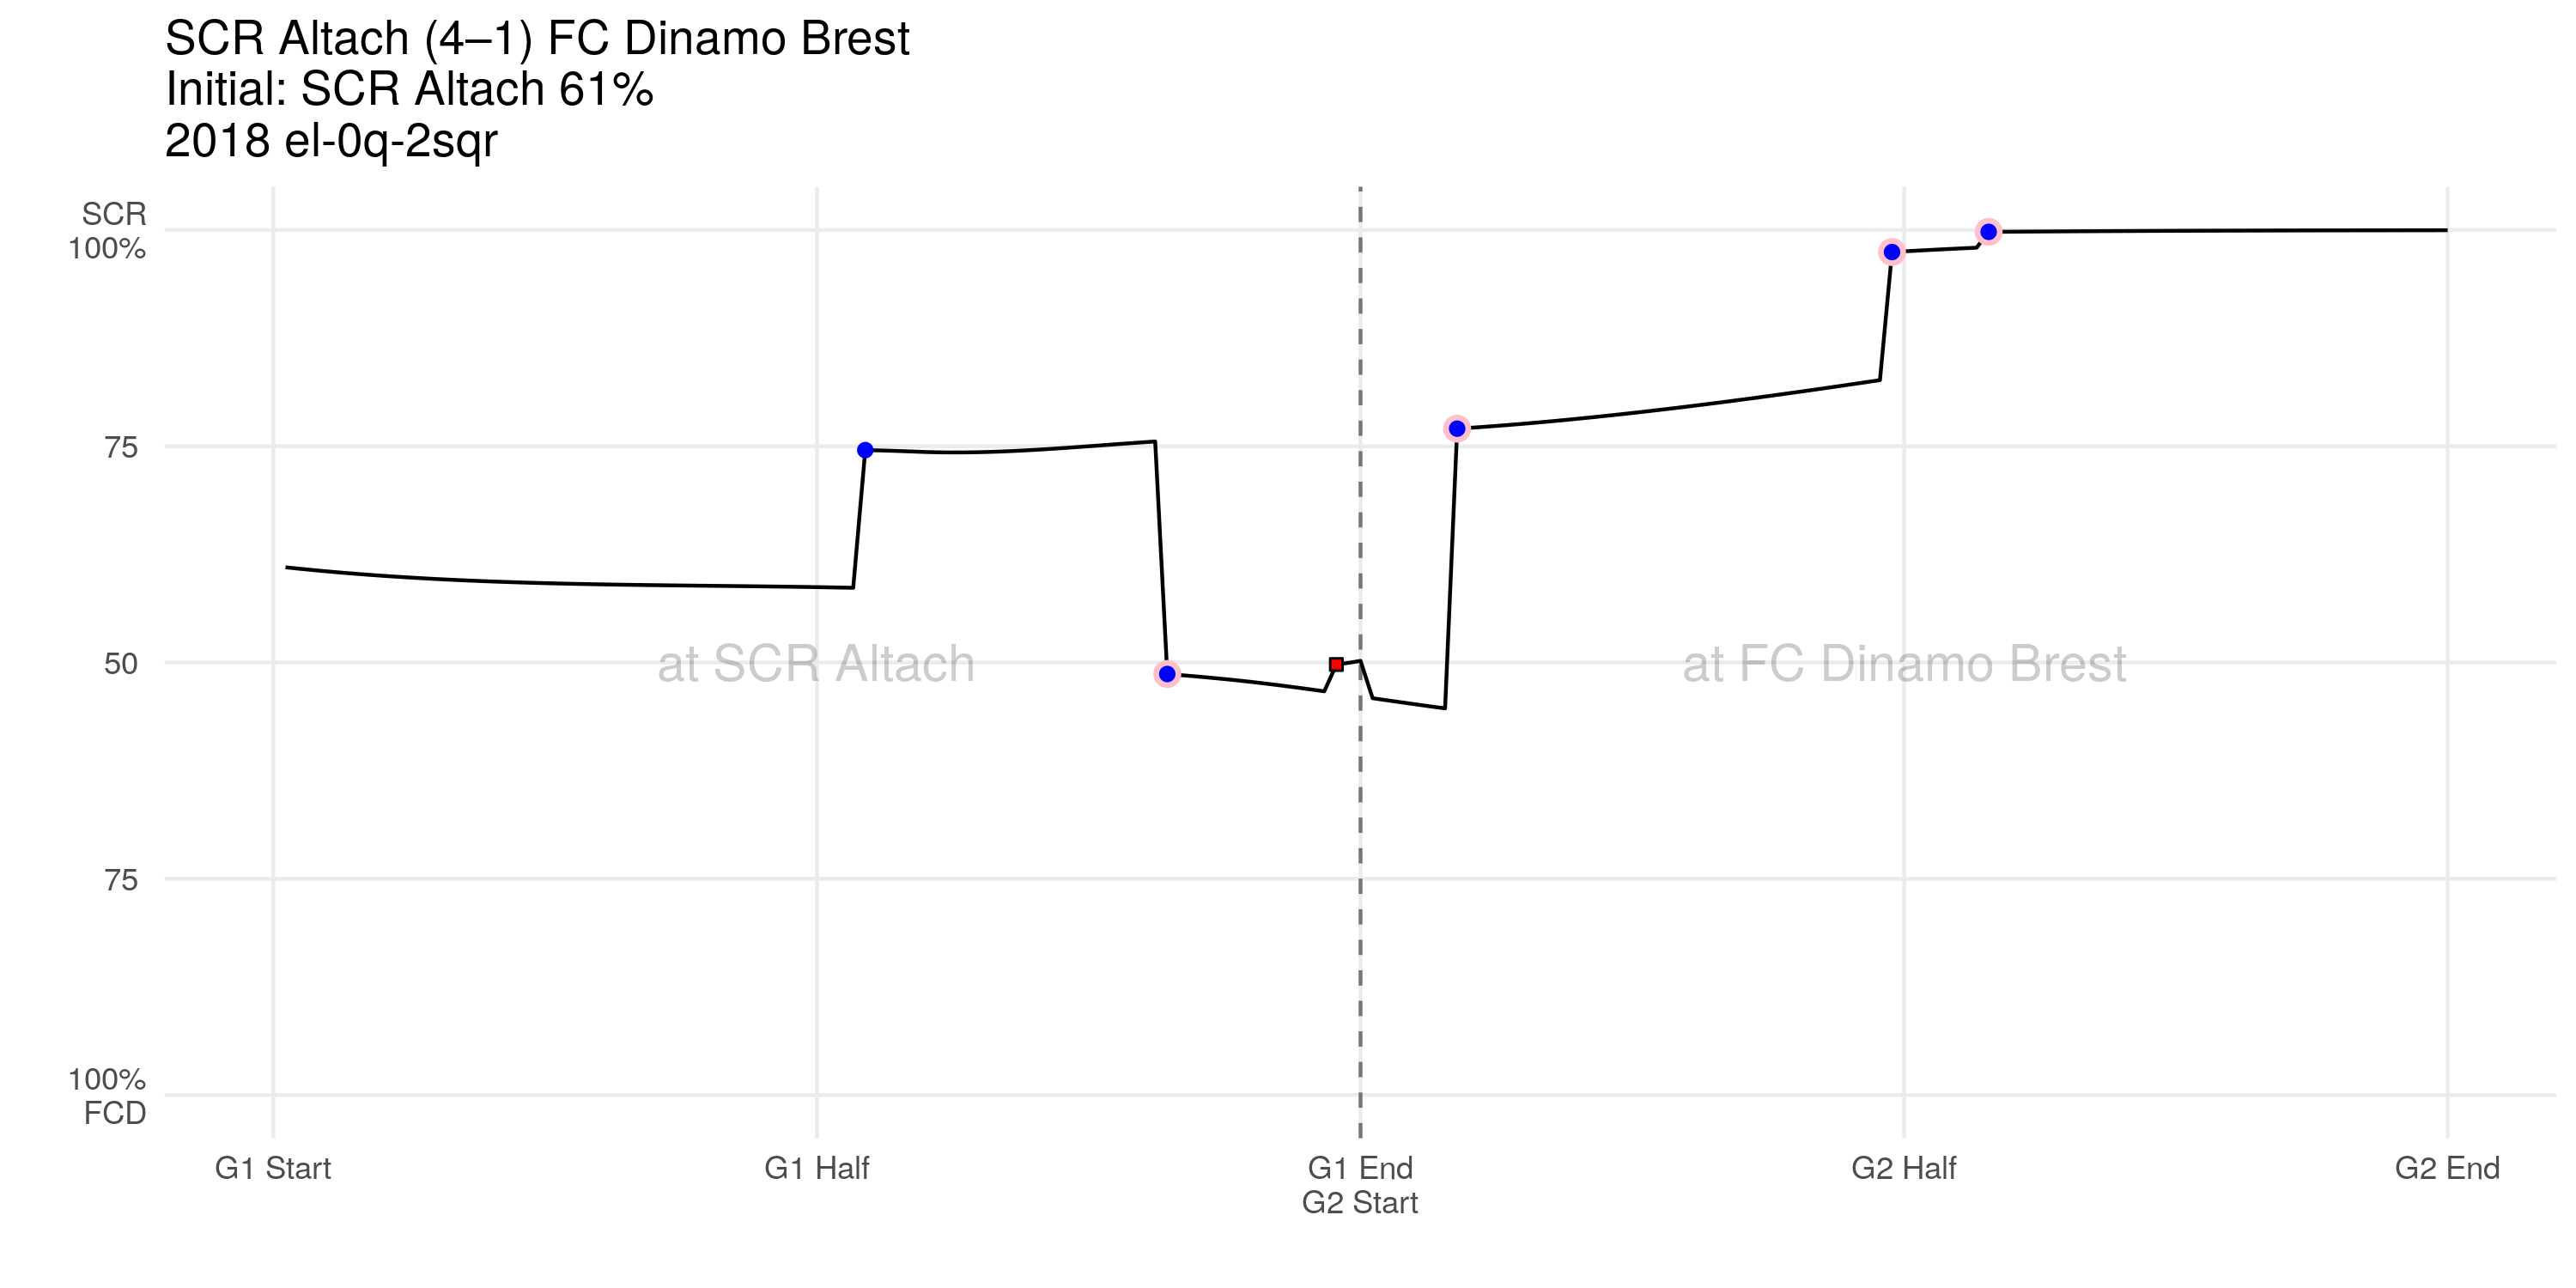 SCR Altach (4–1) FC Dinamo Brest
Initial: SCR Altach 61%
2018 el-0q-2sqr
SCR
100%
75
50
75
100%
FCD
at SCR Altach
at FC Dinamo Brest
G1 Start
G1 Half
G1 End
G2 Start
G2 Half
G2 End